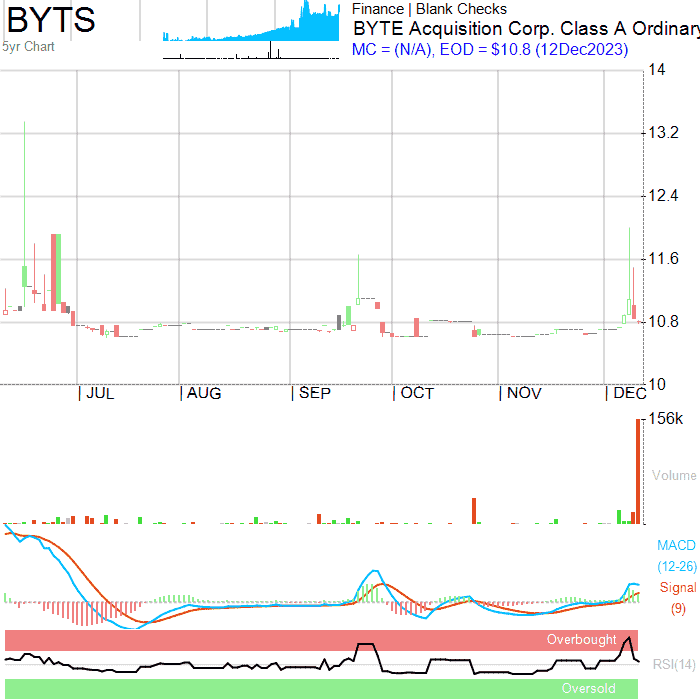 BYTS
5yr Chart
Finance | Blank Checks
BYTE Acquisition Corp. Class A Ordinary
MC = (N/A), EOD = $10.8 (12Dec2023)
14
13.2
12.4
11.6
10.8
10
JUL
AUG
SEP
OCT
NOV
DEC
156k
Volume
MACD
(12-26)
Signal
(9)
Overbought
RSI(14)
Oversold